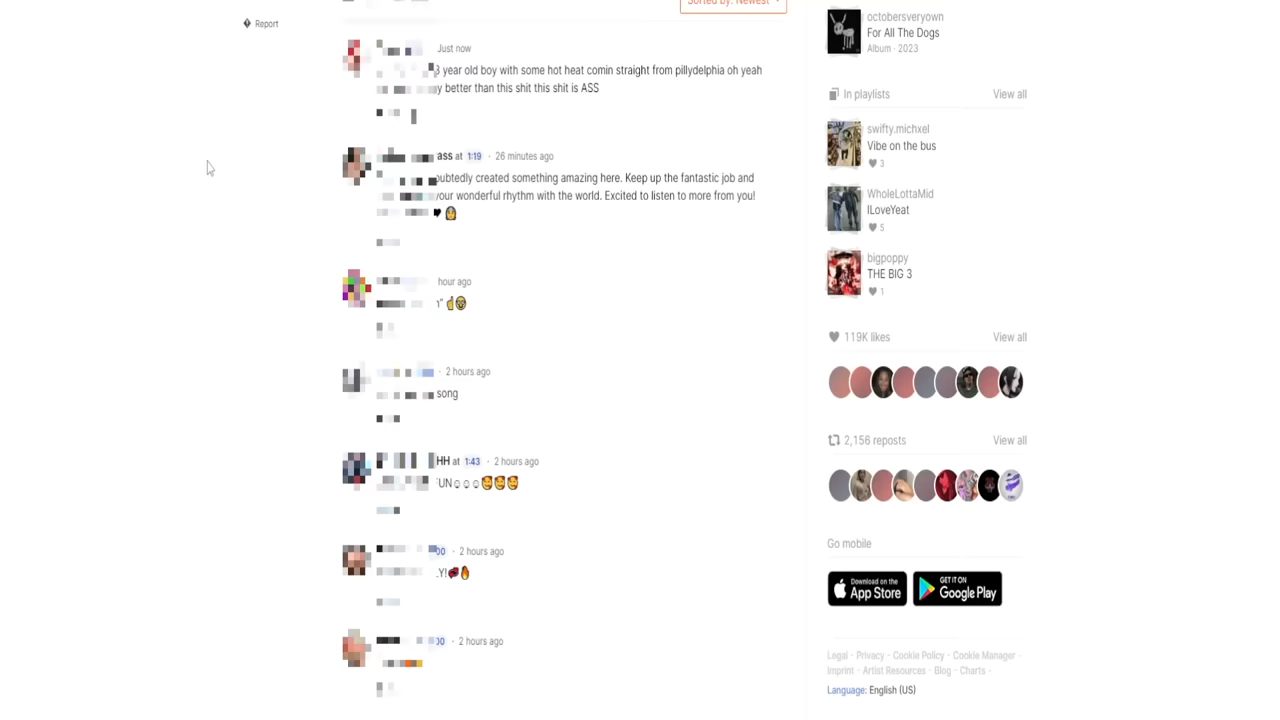 Report
Sorted by: Newest
Just now
year old boy with some hot heat comin straight from pillydelphia oh yeah
y better than this shit this shit is ASS
ass at 1:19 · 26 minutes ago
oubtedly created something amazing here. Keep up the fantastic job and
your wonderful rhythm with the world. Excited to listen to more from you!
hour ago
2 hours ago
song
HH at 1:43 · 2 hours ago
UN☺☺☺🥰🥰🥰
00 · 2 hours ago
LY!
00 · 2 hours ago
octobersveryown
For All The Dogs
Album · 2023
In playlists
View all
swifty.michxel
Vibe on the bus
3
WholeLottaMid
ILoveYeat
5
bigpoppy
THE BIG 3
1
119K likes
View all
2,156 reposts
View all
Go mobile
Download on the
App Store
GET IT ON
Google Play
Legal · Privacy · Cookie Policy · Cookie Manager ·
Imprint · Artist Resources · Blog · Charts ·
Language: English (US)